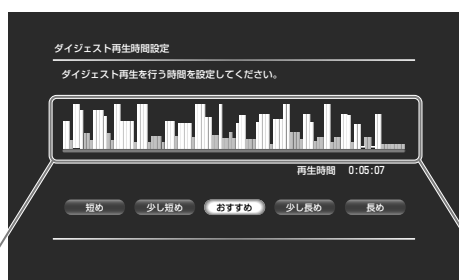 ダイジェスト再生時間設定
ダイジェスト再生を行う時間を設定してください。
再生時間 0:05:07
短め 少し短め おすすめ 少し長め 長め